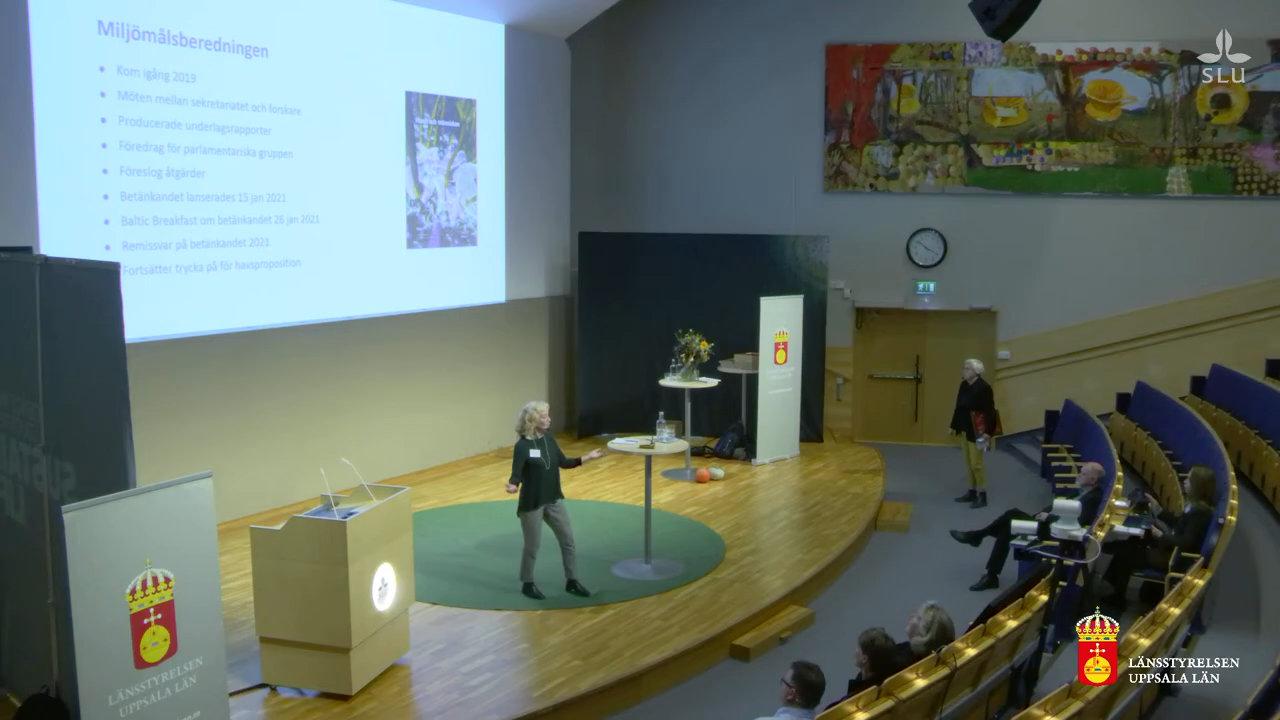 Miljömålsberedningen
Kom igång 2019
Möten mellan sekretariatet och forskare
Producerade underlagsrapporter
Föredrag för parlamentariska gruppen
Föreslog åtgärder
Betänkandet lanserades 15 jan 2021
Baltic Breakfast om betänkandet 26 jan 2021
Remissvar på betänkandet 2021
Fortsätter trycka på för havsproposition
SLU
LÄNSSTYRELSEN
UPPSALA LÄN
LÄNSSTYRELSEN
UPPSALA LÄN